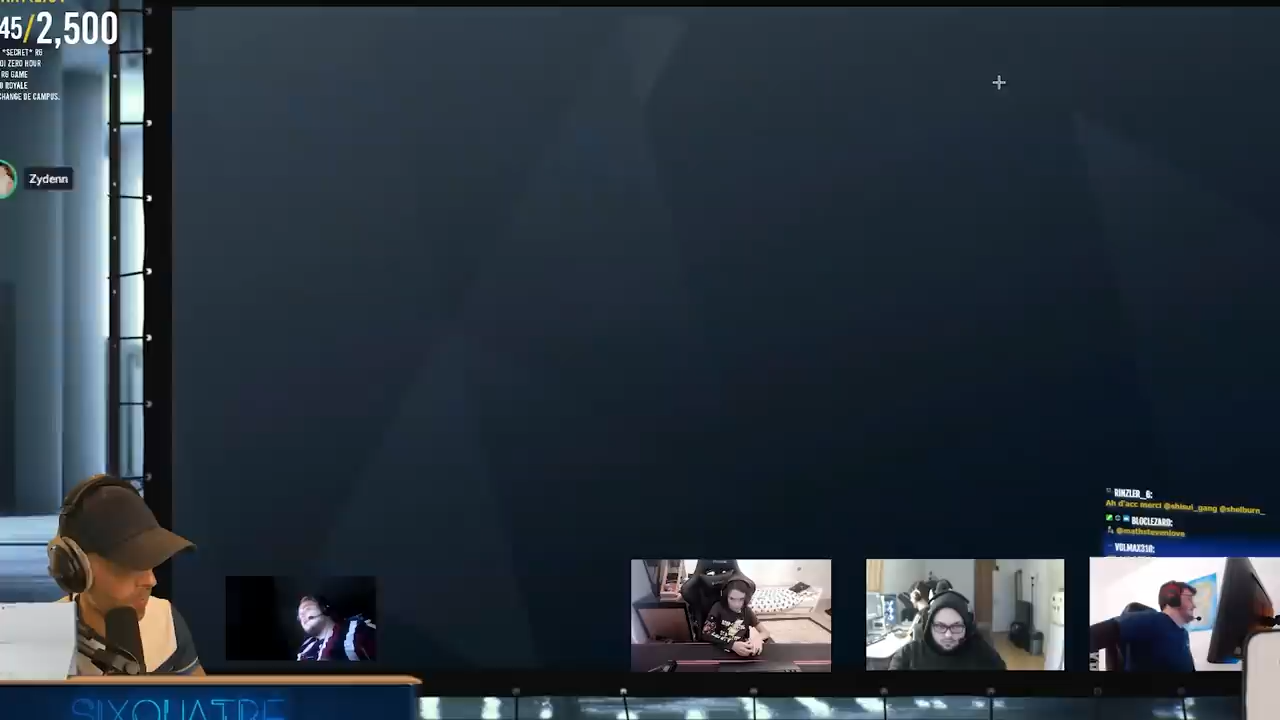 45/2,500
*SECRET* R6
ZERO HOUR
R6 GAME
ROYALE
CHANGE DE CAMPUS.
Zydenn
RINZLER_6:
Ah d'acc merci @shisui_gang @shelburn_
BLOCLEZARD:
@mathstevenlove
VOLMAX310:
SIXQUATRE